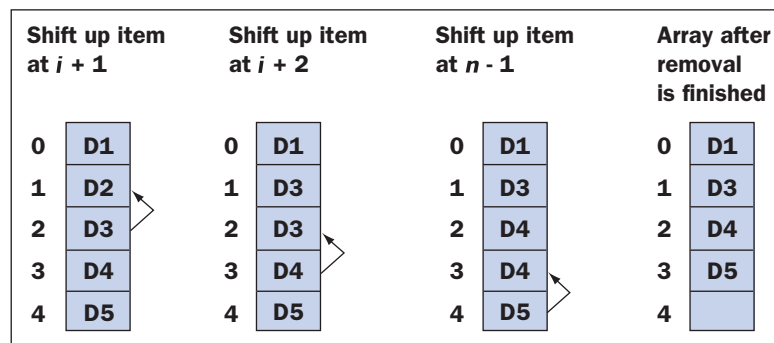 Shift up item
at i + 1
0 D1
1 D2
2 D3
3 D4
4 D5
Shift up item
at i + 2
0 D1
1 D3
2 D3
3 D4
4 D5
Shift up item
at n - 1
0 D1
1 D3
2 D4
3 D4
4 D5
Array after
removal
is finished
0 D1
1 D3
2 D4
3 D5
4